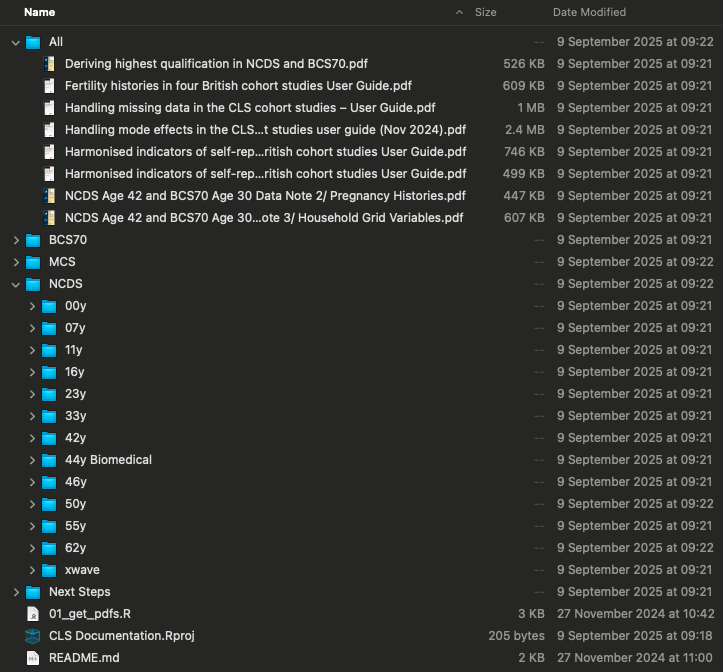 Name Size Date Modified
All -- 9 September 2025 at 09:22
Deriving highest qualification in NCDS and BCS70.pdf 526 KB 9 September 2025 at 09:21
Fertility histories in four British cohort studies User Guide.pdf 609 KB 9 September 2025 at 09:21
Handling missing data in the CLS cohort studies – User Guide.pdf 1 MB 9 September 2025 at 09:21
Handling mode effects in the CLS...t studies user guide (Nov 2024).pdf 2.4 MB 9 September 2025 at 09:21
Harmonised indicators of self-rep...ritish cohort studies User Guide.pdf 746 KB 9 September 2025 at 09:21
Harmonised indicators of self-rep...ritish cohort studies User Guide.pdf 499 KB 9 September 2025 at 09:21
NCDS Age 42 and BCS70 Age 30 Data Note 2/ Pregnancy Histories.pdf 447 KB 9 September 2025 at 09:21
NCDS Age 42 and BCS70 Age 30...ote 3/ Household Grid Variables.pdf 607 KB 9 September 2025 at 09:21
BCS70 -- 9 September 2025 at 09:21
MCS -- 9 September 2025 at 09:22
NCDS -- 9 September 2025 at 09:22
00y -- 9 September 2025 at 09:21
07y -- 9 September 2025 at 09:21
11y -- 9 September 2025 at 09:21
16y -- 9 September 2025 at 09:21
23y -- 9 September 2025 at 09:21
33y -- 9 September 2025 at 09:21
42y -- 9 September 2025 at 09:21
44y Biomedical -- 9 September 2025 at 09:21
46y -- 9 September 2025 at 09:21
50y -- 9 September 2025 at 09:22
55y -- 9 September 2025 at 09:21
62y -- 9 September 2025 at 09:22
xwave -- 9 September 2025 at 09:21
Next Steps -- 9 September 2025 at 09:21
01_get_pdfs.R 3 KB 27 November 2024 at 10:42
CLS Documentation.Rproj 205 bytes 9 September 2025 at 09:18
README.md 2 KB 27 November 2024 at 11:00